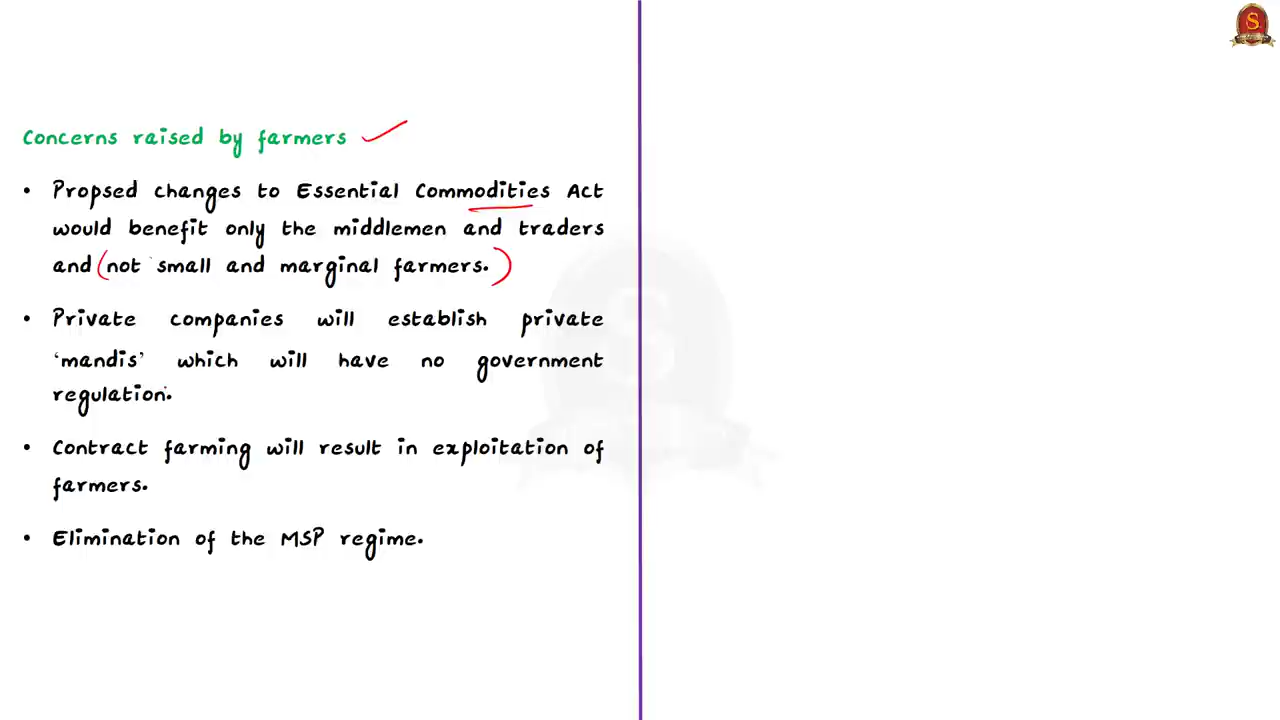 Concerns raised by farmers
• Propsed changes to Essential Commodities Act
would benefit only the middlemen and traders
and (not small and marginal farmers.)
• Private companies will establish private
'mandis' which will have no government
regulation.
• Contract farming will result in exploitation of
farmers.
• Elimination of the MSP regime.